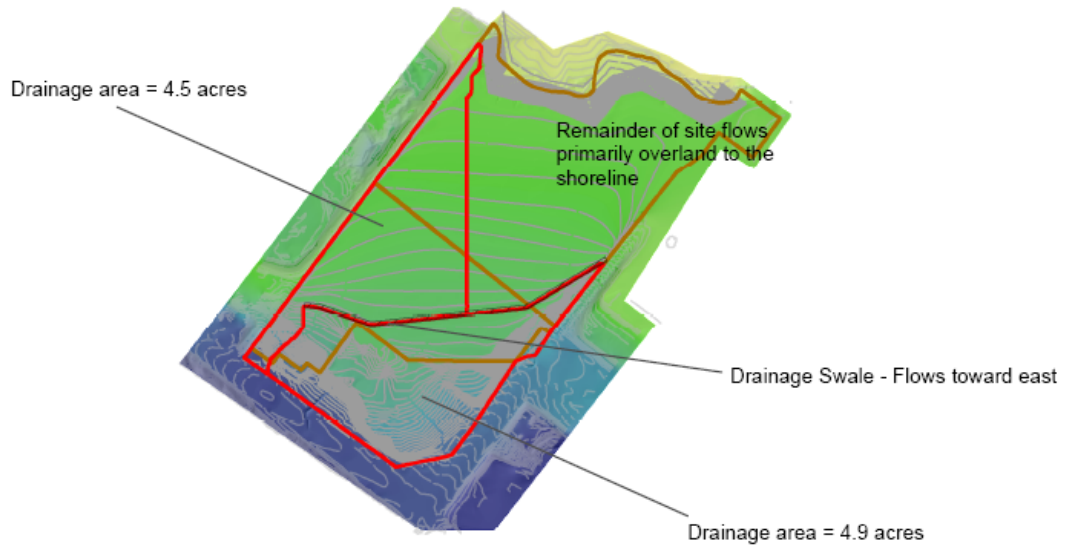 Drainage area = 4.5 acres
Remainder of site flows
primarily overland to the
shoreline
Drainage Swale - Flows toward east
Drainage area = 4.9 acres